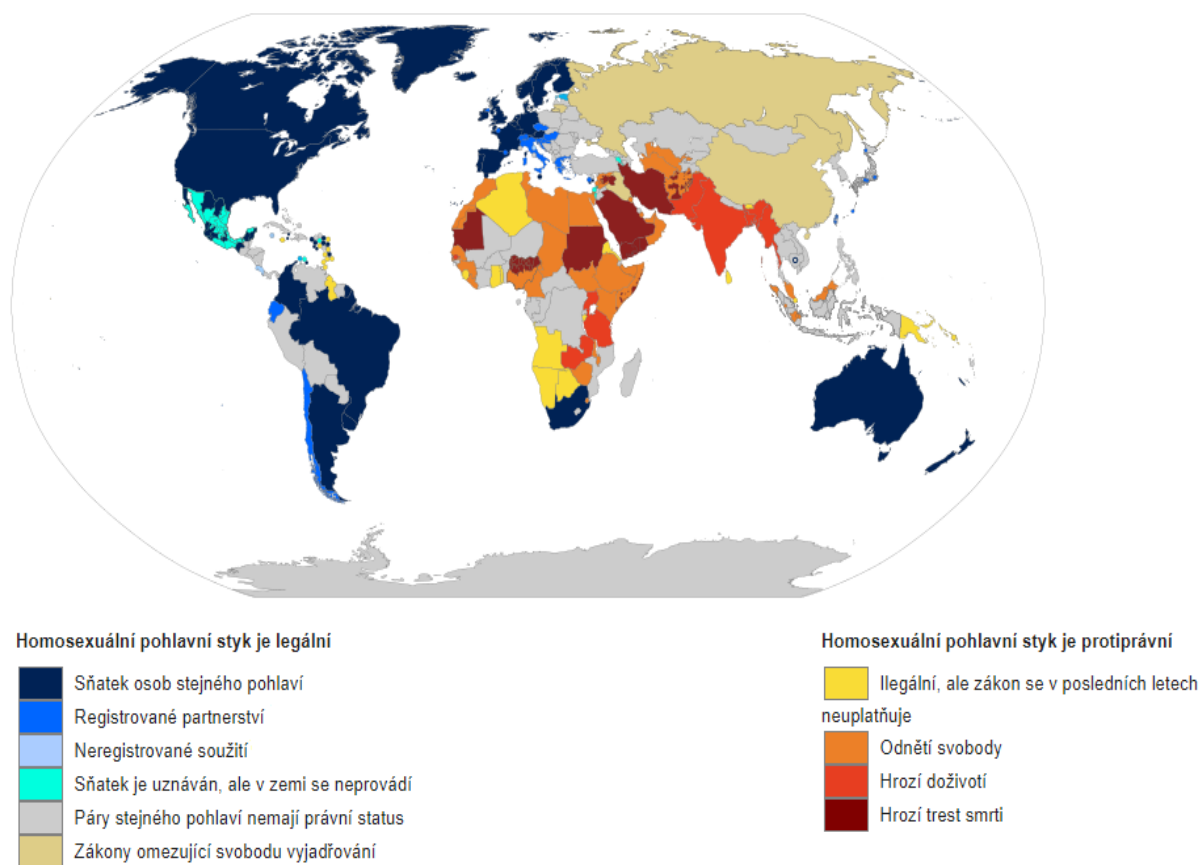 Homosexuální pohlavní styk je legální
Sňatek osob stejného pohlaví
Registrované partnerství
Neregistrované soužití
Sňatek je uznáván, ale v zemi se neprovádí
Páry stejného pohlaví nemají právní status
Zákony omezující svobodu vyjadřování
Homosexuální pohlavní styk je protiprávní
Ilegální, ale zákon se v posledních letech
neuplatňuje
Odnětí svobody
Hrozí doživotí
Hrozí trest smrti